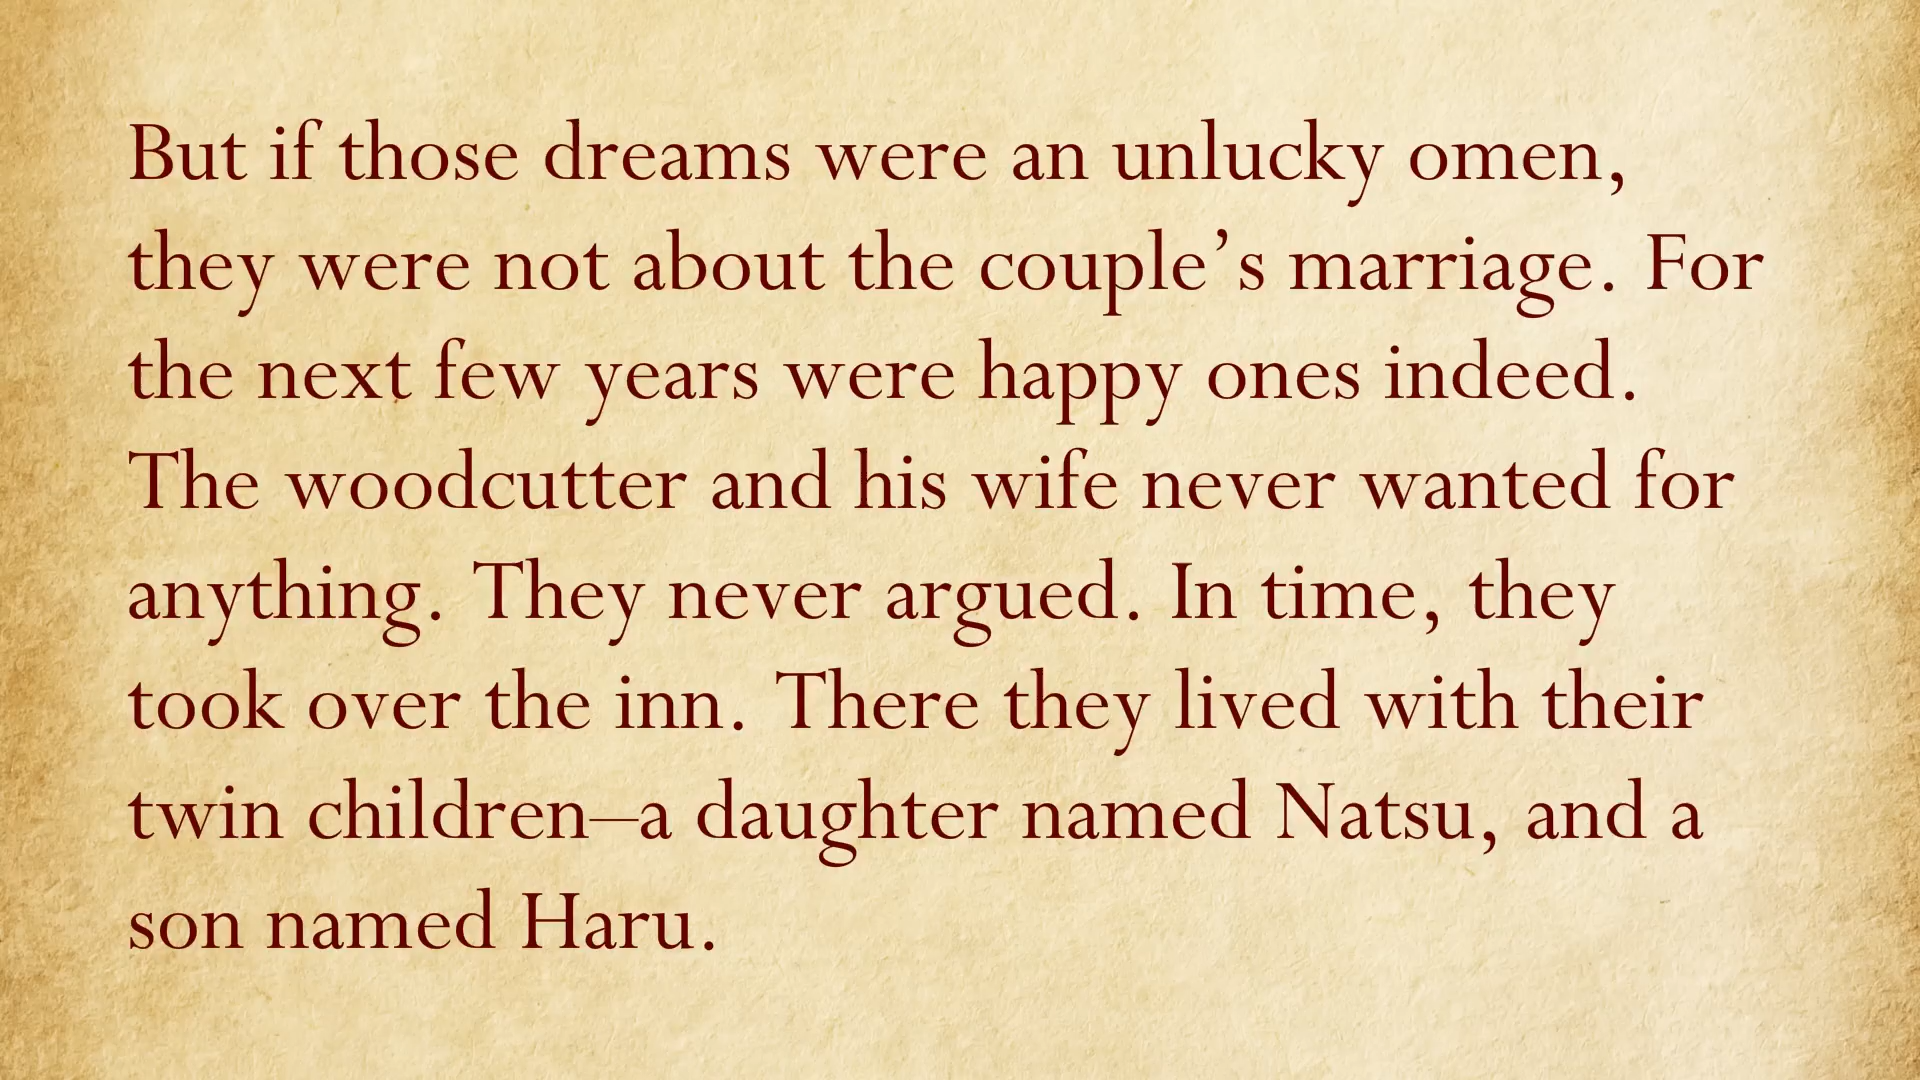 But if those dreams were an unlucky omen,
they were not about the couple’s marriage. For
the next few years were happy ones indeed.
The woodcutter and his wife never wanted for
anything. They never argued. In time, they
took over the inn. There they lived with their
twin children—a daughter named Natsu, and a
son named Haru.